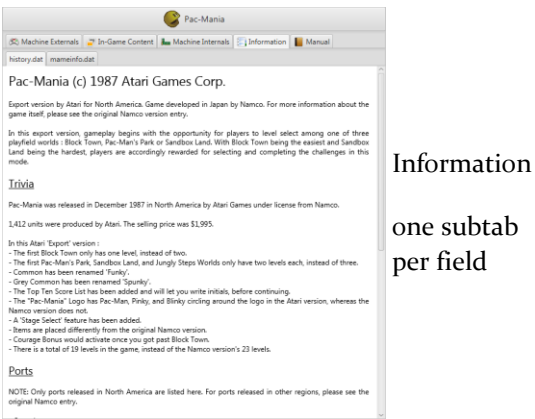 Pac-Mania
Machine Externals In-Game Content Machine Internals Information Manual
history.dat mameinfo.dat
Pac-Mania (c) 1987 Atari Games Corp.
Export version by Atari for North America. Game developed in Japan by Namco. For more information about the
game itself, please see the original Namco version entry.
In this export version, gameplay begins with the opportunity for players to level select among one of three
playfield worlds : Block Town, Pac-Man's Park or Sandbox Land. With Block Town being the easiest and Sandbox
Land being the hardest, players are accordingly rewarded for selecting and completing the challenges in this
mode.
Trivia
Pac-Mania was released in December 1987 in North America by Atari Games under license from Namco.
1,412 units were produced by Atari. The selling price was $1,995.
In this Atari 'Export' version :
- The first Block Town only has one level, instead of two.
- The first Pac-Man's Park, Sandbox Land, and Jungly Steps Worlds only have two levels each, instead of three.
- Common has been renamed 'Funky'.
- Grey Common has been renamed 'Spunky'.
- The Top Ten Score List has been added and will let you write initials, before continuing.
- The "Pac-Mania" Logo has Pac-Man, Pinky, and Blinky circling around the logo in the Atari version, whereas the
Namco version does not.
- A 'Stage Select' feature has been added.
- Items are placed differently from the original Namco version.
- Courage Bonus would activate once you got past Block Town.
- There is a total of 19 levels in the game, instead of the Namco version's 23 levels.
Ports
NOTE: Only ports released in North America are listed here. For ports released in other regions, please see the
original Namco entry.
Information
one subtab
per field